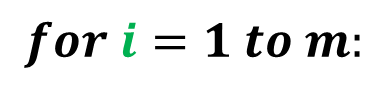 for i = 1 to m: